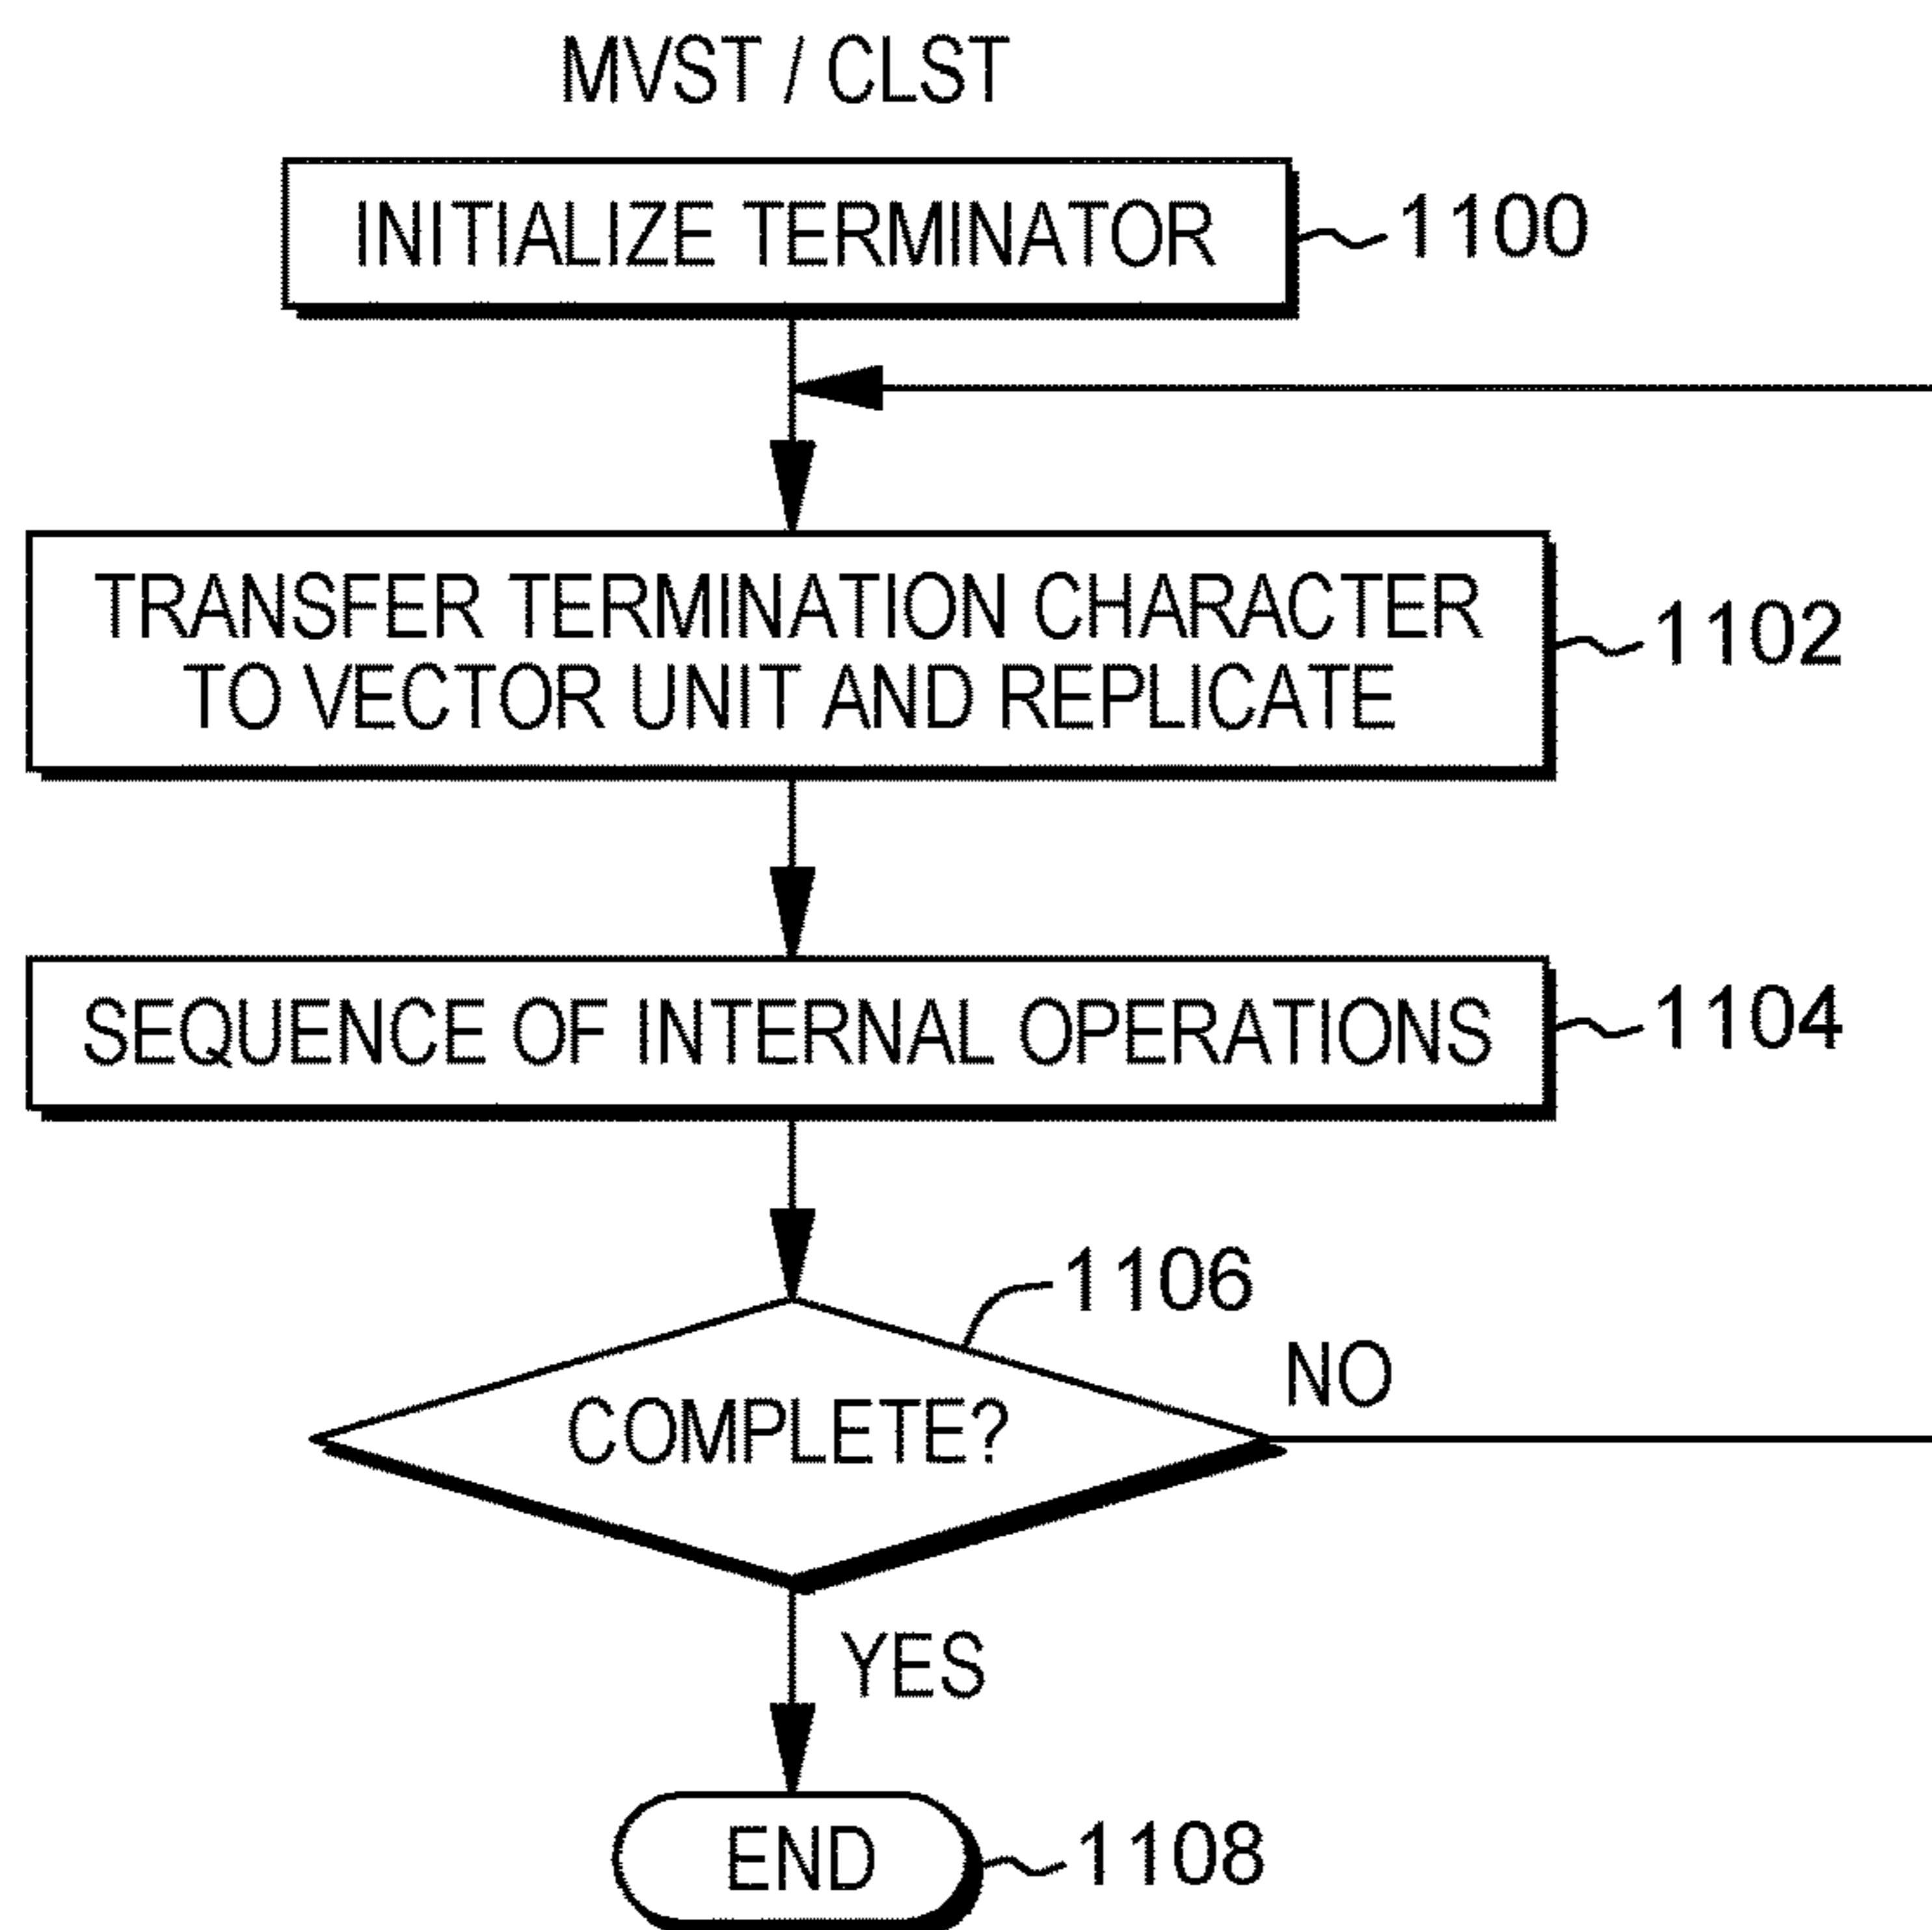 MVST / CLST
INITIALIZE TERMINATOR
1100
TRANSFER TERMINATION CHARACTER
TO VECTOR UNIT AND REPLICATE
1102
SEQUENCE OF INTERNAL OPERATIONS
1104
1106
COMPLETE?
NO
YES
END
1108